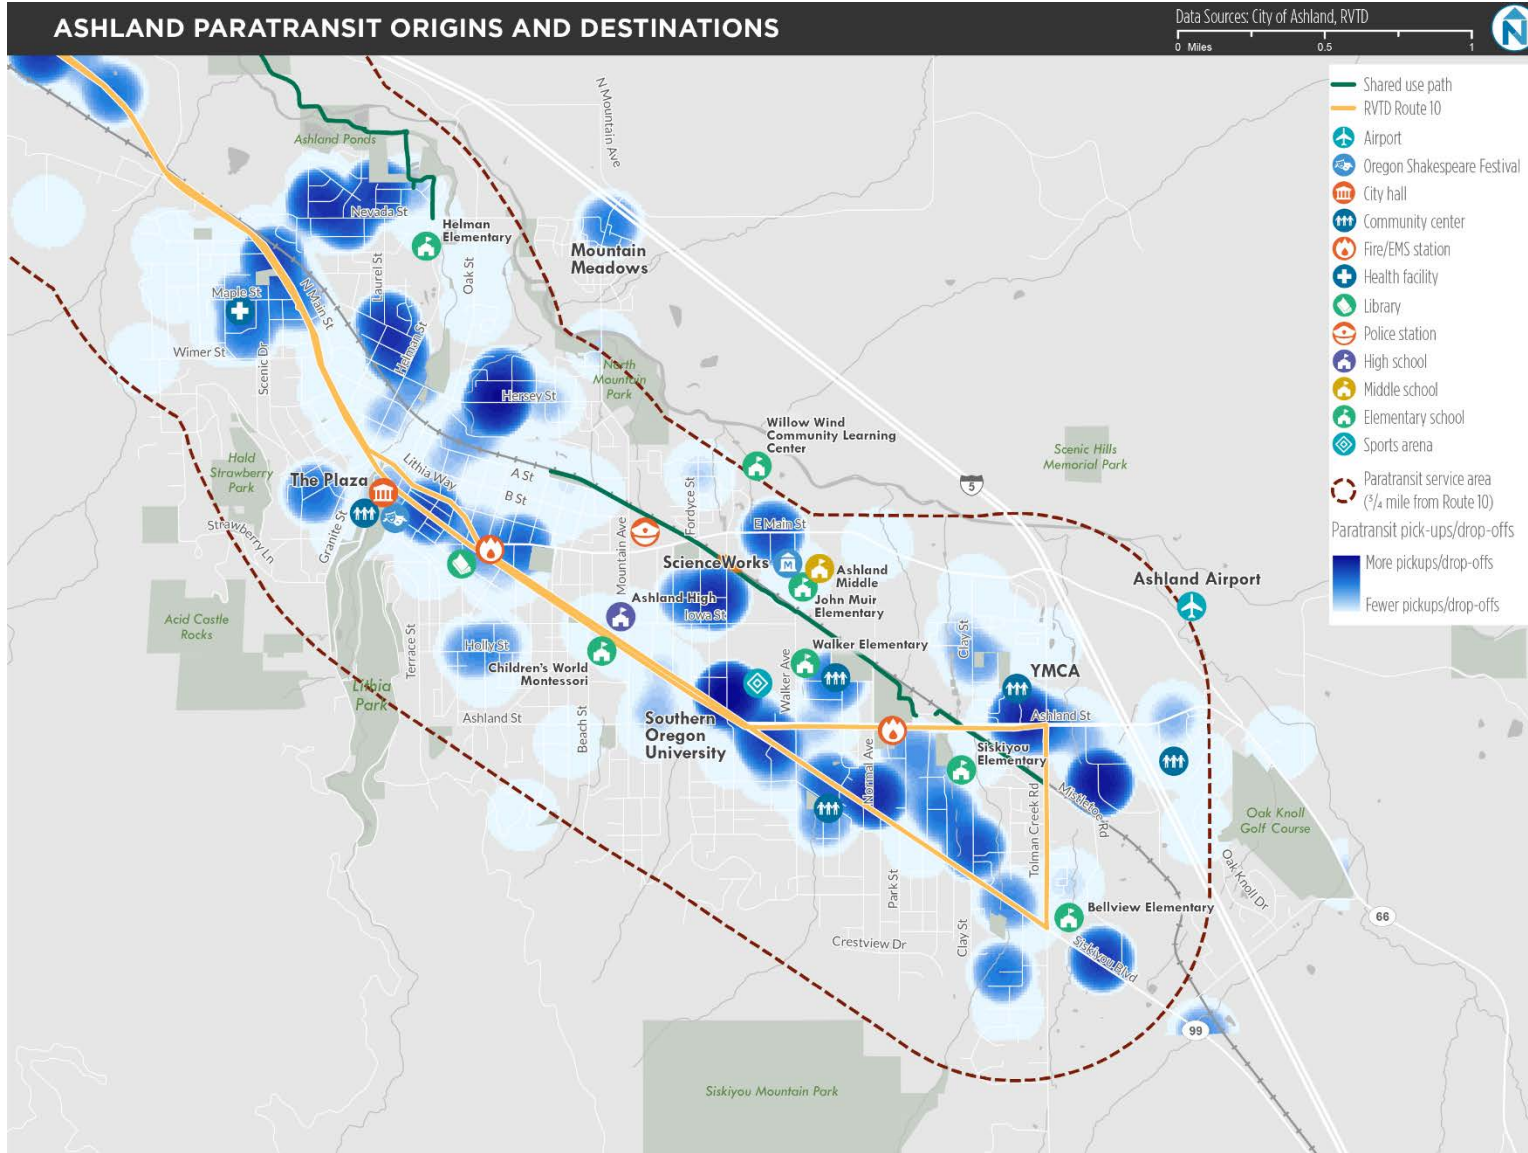 ASHLAND PARATRANSIT ORIGINS AND DESTINATIONS
Data Sources: City of Ashland, RVTD
0 Miles
0.5
1
N
Shared use path
RVTD Route 10
Airport
Oregon Shakespeare Festival
City hall
Community center
Fire/EMS station
Health facility
Library
Police station
High school
Middle school
Elementary school
Sports arena
Paratransit service area
(3/4 mile from Route 10)
Paratransit pick-ups/drop-offs
More pickups/drop-offs
Fewer pickups/drop-offs
N Mountain Ave
Ashland Ponds
Nevada St
Helman
Elementary
Mountain
Meadows
Laurel St
Oak St
Maple St
N Main St
Wimer St
Scenic Dr
Helman St
North
Mountain
Park
Hersey St
Willow Wind
Community Learning
Center
Scenic Hills
Memorial Park
5
Hald
Strawberry
Park
The Plaza
Lithia Way
A St
B St
Fordyce St
Granite St
Strawberry Ln
Mountain Ave
E Main St
ScienceWorks
Ashland
Middle
John Muir
Elementary
Ashland Airport
Ashland High
Iowa St
Acid Castle
Rocks
Terrace St
Holly St
Children's World
Montessori
Walker Elementary
Walker Ave
Clay St
YMCA
Lithia
Park
Ashland St
Beach St
Southern
Oregon
University
Ashland St
Normal Ave
Siskiyou
Elementary
Tolman Creek Rd
Mistletoe Rd
Oak Knoll
Golf Course
Oak Knoll Dr
Park St
Crestview Dr
Clay St
Bellview Elementary
66
Siskiyou Blvd
99
Siskiyou Mountain Park